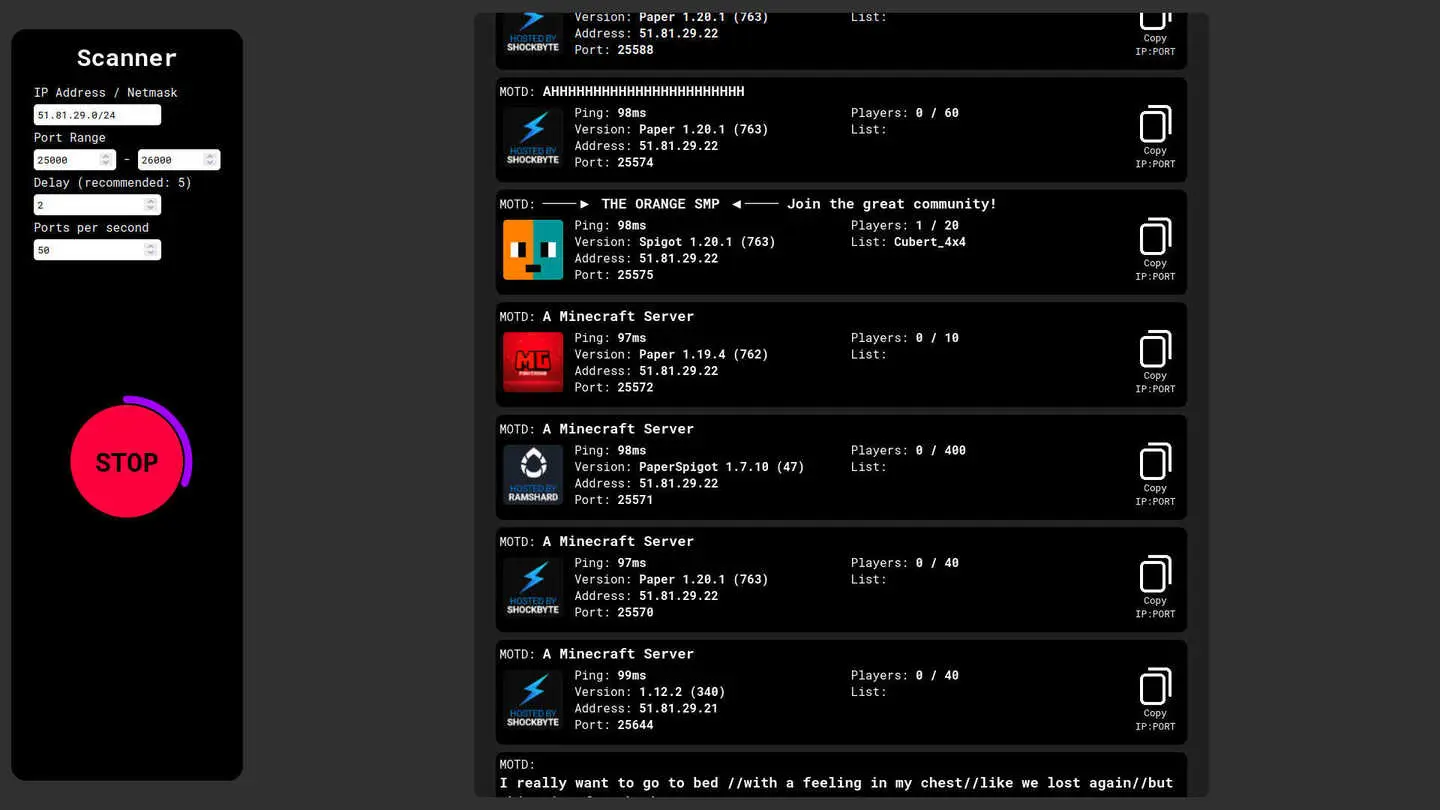 Scanner
IP Address / Netmask
51.81.29.0/24
Port Range
25000 - 26000
Delay (recommended: 5)
2
Ports per second
50
STOP
HOSTED BY
SHOCKBYTE
Version: Paper 1.20.1 (763)
Address: 51.81.29.22
Port: 25588
List:
Copy
IP:PORT
MOTD: AHHHHHHHHHHHHHHHHHHHHHHHHHH
HOSTED BY
SHOCKBYTE
Ping: 98ms
Version: Paper 1.20.1 (763)
Address: 51.81.29.22
Port: 25574
Players: 0 / 60
List:
Copy
IP:PORT
MOTD: ────► THE ORANGE SMP ◄──── Join the great community!
Ping: 98ms
Version: Spigot 1.20.1 (763)
Address: 51.81.29.22
Port: 25575
Players: 1 / 20
List: Cubert_4x4
Copy
IP:PORT
MOTD: A Minecraft Server
MG
Ping: 97ms
Version: Paper 1.19.4 (762)
Address: 51.81.29.22
Port: 25572
Players: 0 / 10
List:
Copy
IP:PORT
MOTD: A Minecraft Server
HOSTED BY
RAMSHARD
Ping: 98ms
Version: PaperSpigot 1.7.10 (47)
Address: 51.81.29.22
Port: 25571
Players: 0 / 400
List:
Copy
IP:PORT
MOTD: A Minecraft Server
HOSTED BY
SHOCKBYTE
Ping: 97ms
Version: Paper 1.20.1 (763)
Address: 51.81.29.22
Port: 25570
Players: 0 / 40
List:
Copy
IP:PORT
MOTD: A Minecraft Server
HOSTED BY
SHOCKBYTE
Ping: 99ms
Version: 1.12.2 (340)
Address: 51.81.29.21
Port: 25644
Players: 0 / 40
List:
Copy
IP:PORT
MOTD:
I really want to go to bed //with a feeling in my chest//like we lost again//but